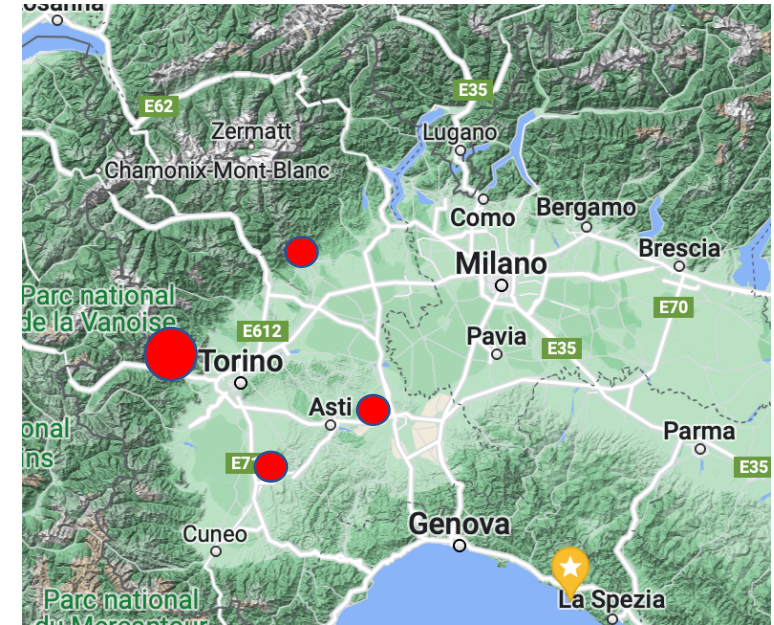 E62
E35
Zermatt
Lugano
Chamonix-Mont-Blanc
Como
Bergamo
Milano
Brescia
Parc national
de la Vanoise
E70
E612
Pavia
E35
Torino
Asti
Parma
E35
Cuneo
Genova
La Spezia
Parc national